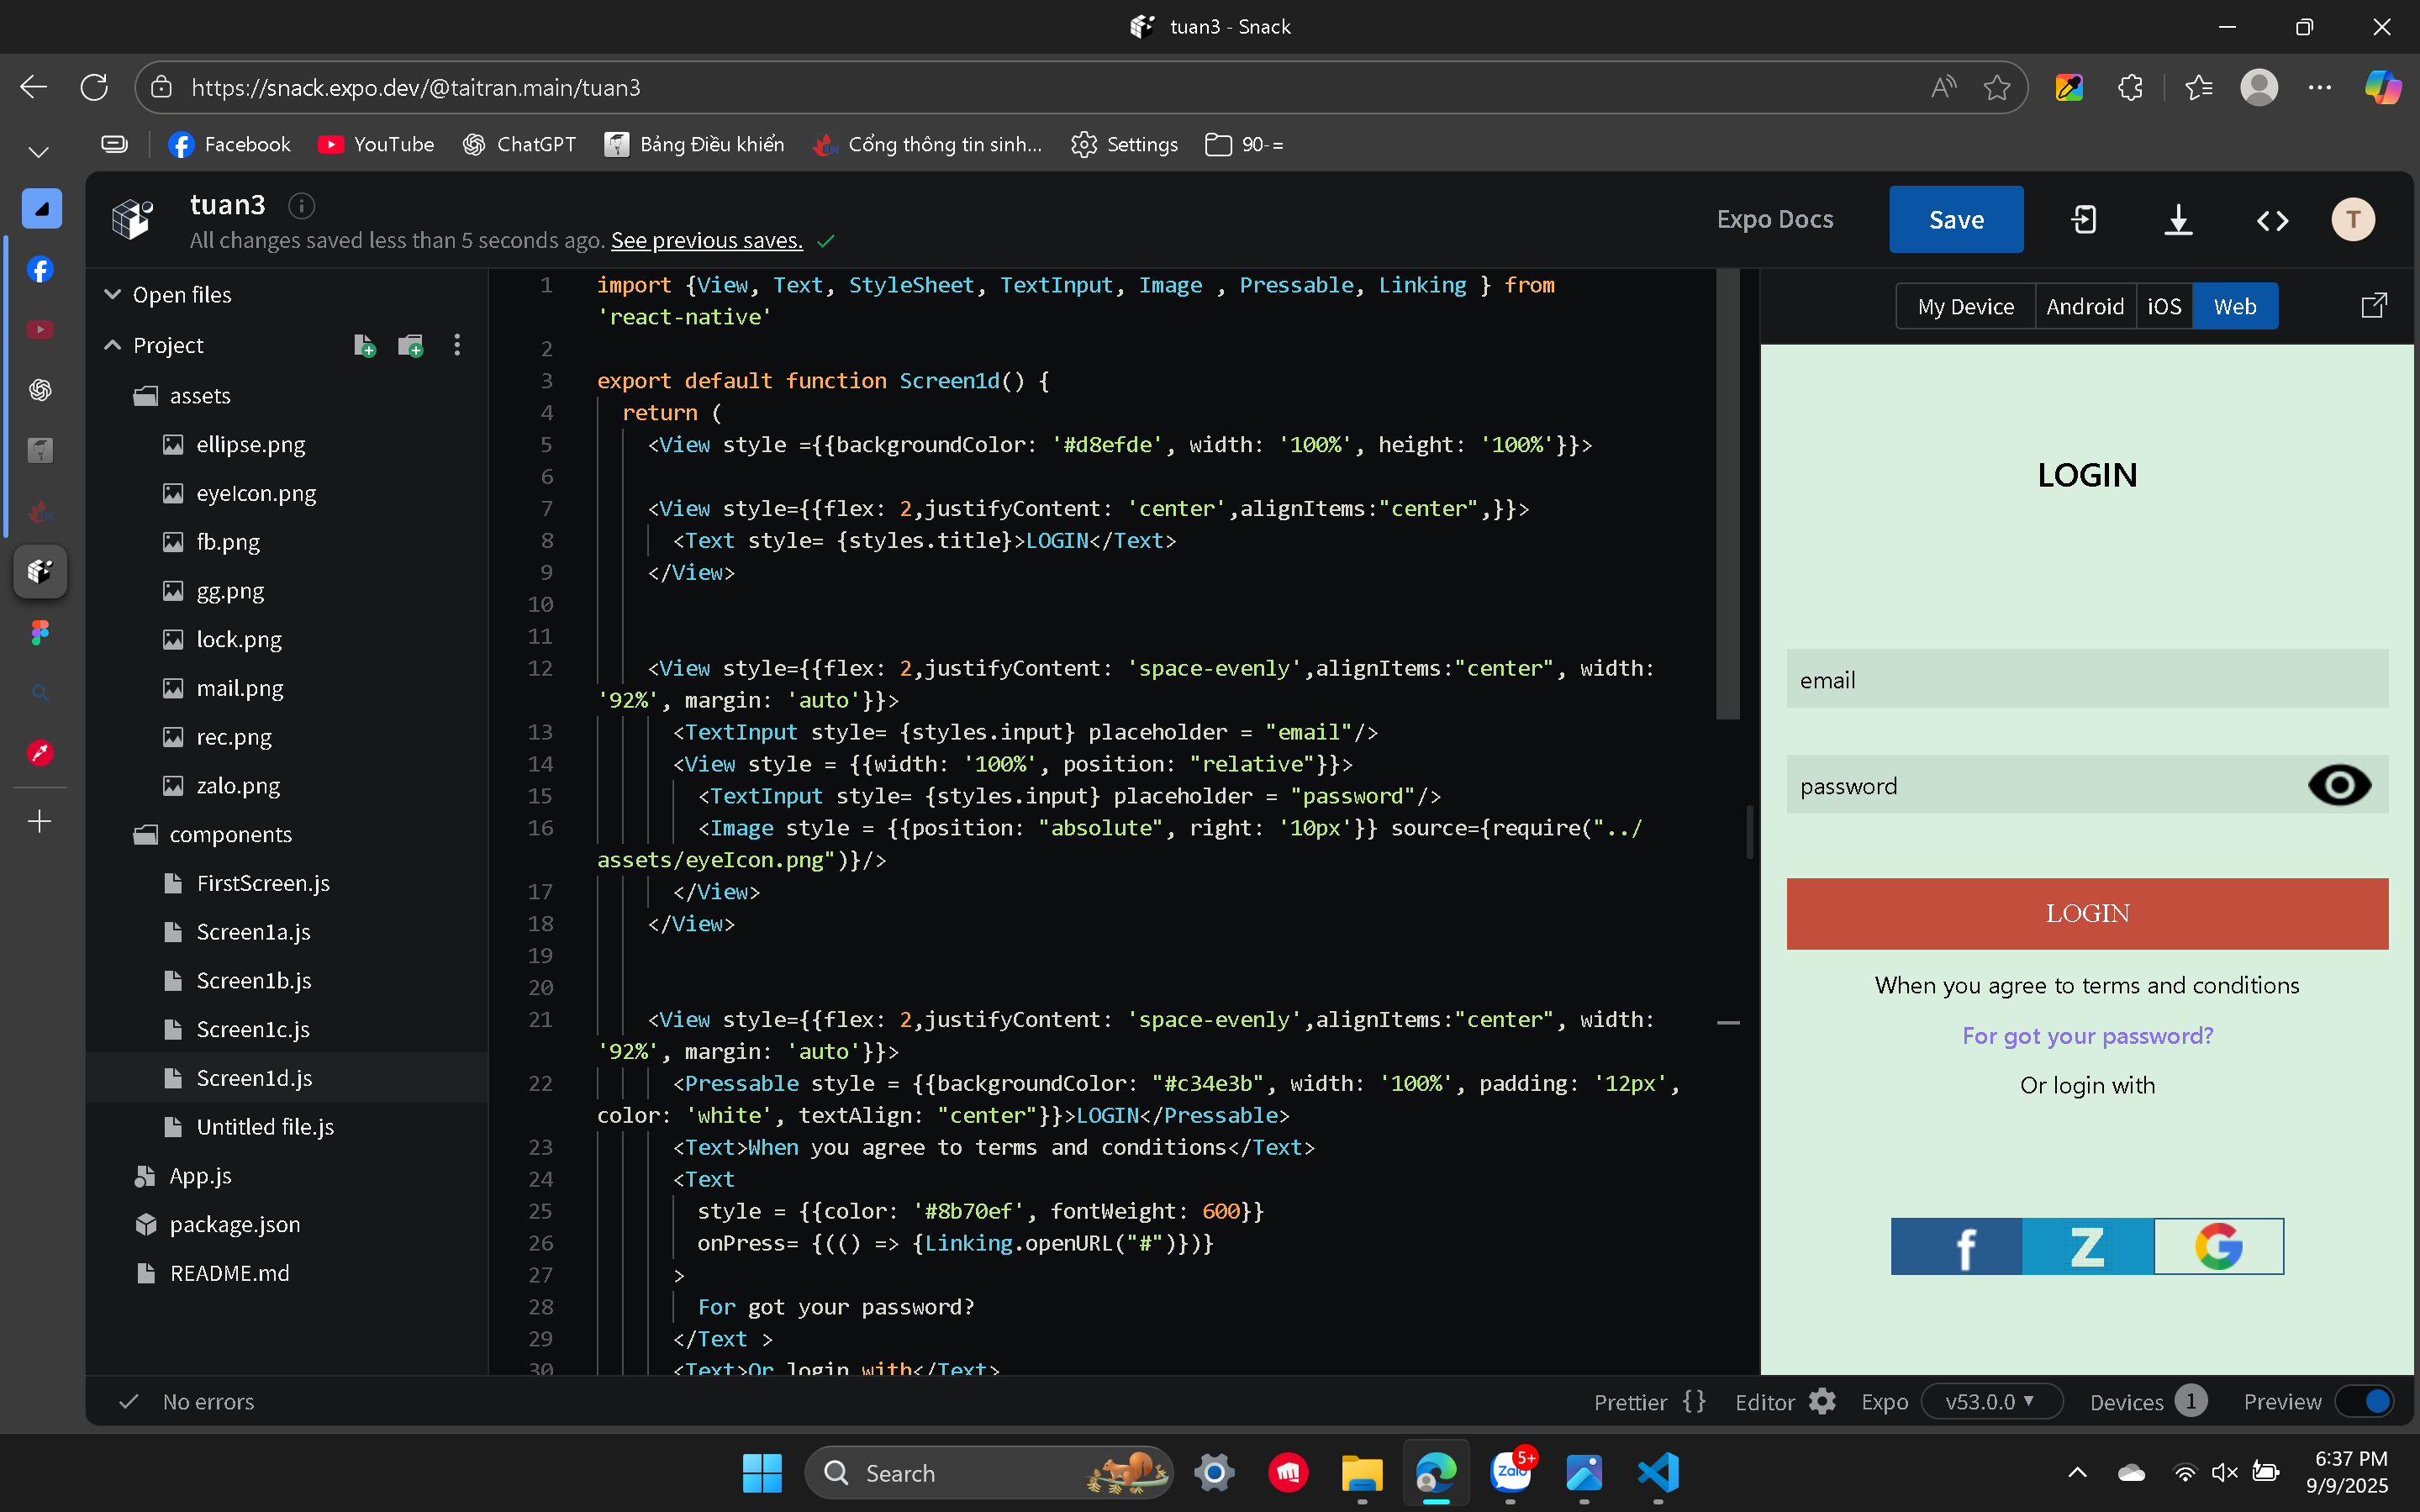 tuan3 - Snack
https://snack.expo.dev/@taitran.main/tuan3
Facebook YouTube ChatGPT Bảng Điều khiển Cổng thông tin sinh... Settings 90-=
tuan3
All changes saved less than 5 seconds ago. See previous saves.
Expo Docs Save T
Open files
Project
assets
ellipse.png
eyeIcon.png
fb.png
gg.png
lock.png
mail.png
rec.png
zalo.png
components
FirstScreen.js
Screen1a.js
Screen1b.js
Screen1c.js
Screen1d.js
Untitled file.js
App.js
package.json
README.md
1 import {View, Text, StyleSheet, TextInput, Image , Pressable, Linking } from
'react-native'
2
3 export default function Screen1d() {
4 return (
5 <View style ={{backgroundColor: '#d8efde', width: '100%', height: '100%'}}>
6
7 <View style={{flex: 2,justifyContent: 'center',alignItems:"center",}}>
8 <Text style= {styles.title}>LOGIN</Text>
9 </View>
10
11
12 <View style={{flex: 2,justifyContent: 'space-evenly',alignItems:"center", width:
'92%', margin: 'auto'}}>
13 <TextInput style= {styles.input} placeholder = "email"/>
14 <View style = {{width: '100%', position: "relative"}}>
15 <TextInput style= {styles.input} placeholder = "password"/>
16 <Image style = {{position: "absolute", right: '10px'}} source={require("../
assets/eyeIcon.png")}/>
17 </View>
18 </View>
19
20
21 <View style={{flex: 2,justifyContent: 'space-evenly',alignItems:"center", width:
'92%', margin: 'auto'}}>
22 <Pressable style = {{backgroundColor: "#c34e3b", width: '100%', padding: '12px',
color: 'white', textAlign: "center"}}>LOGIN</Pressable>
23 <Text>When you agree to terms and conditions</Text>
24 <Text
25 style = {{color: '#8b70ef', fontWeight: 600}}
26 onPress= {(() => {Linking.openURL("#")})}
27 >
28 For got your password?
29 </Text >
30 <Text>Or login with</Text>
My Device Android iOS Web
LOGIN
email
password
LOGIN
When you agree to terms and conditions
For got your password?
Or login with
f Z G
No errors
Prettier {} Editor Expo v53.0.0 Devices 1 Preview
Search
Zalo 5+
6:37 PM
9/9/2025